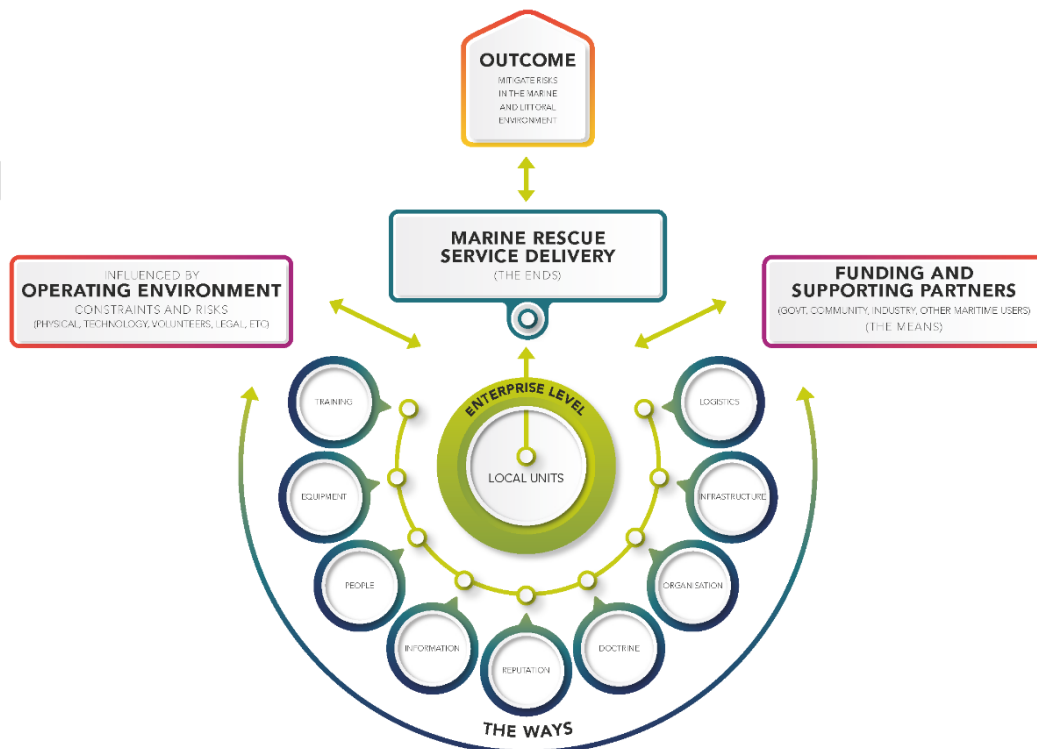 OUTCOME
MITIGATE RISKS
IN THE MARINE
AND LITTORAL
ENVIRONMENT
MARINE RESCUE
SERVICE DELIVERY
(THE ENDS)
INFLUENCED BY
OPERATING ENVIRONMENT
CONSTRAINTS AND RISKS
(PHYSICAL, TECHNOLOGY, VOLUNTEERS, LEGAL, ETC)
FUNDING AND
SUPPORTING PARTNERS
(GOVT, COMMUNITY, INDUSTRY, OTHER MARITIME USERS)
(THE MEANS)
ENTERPRISE LEVEL
LOCAL UNITS
TRAINING
EQUIPMENT
PEOPLE
INFORMATION
REPUTATION
DOCTRINE
ORGANISATION
INFRASTRUCTURE
LOGISTICS
THE WAYS